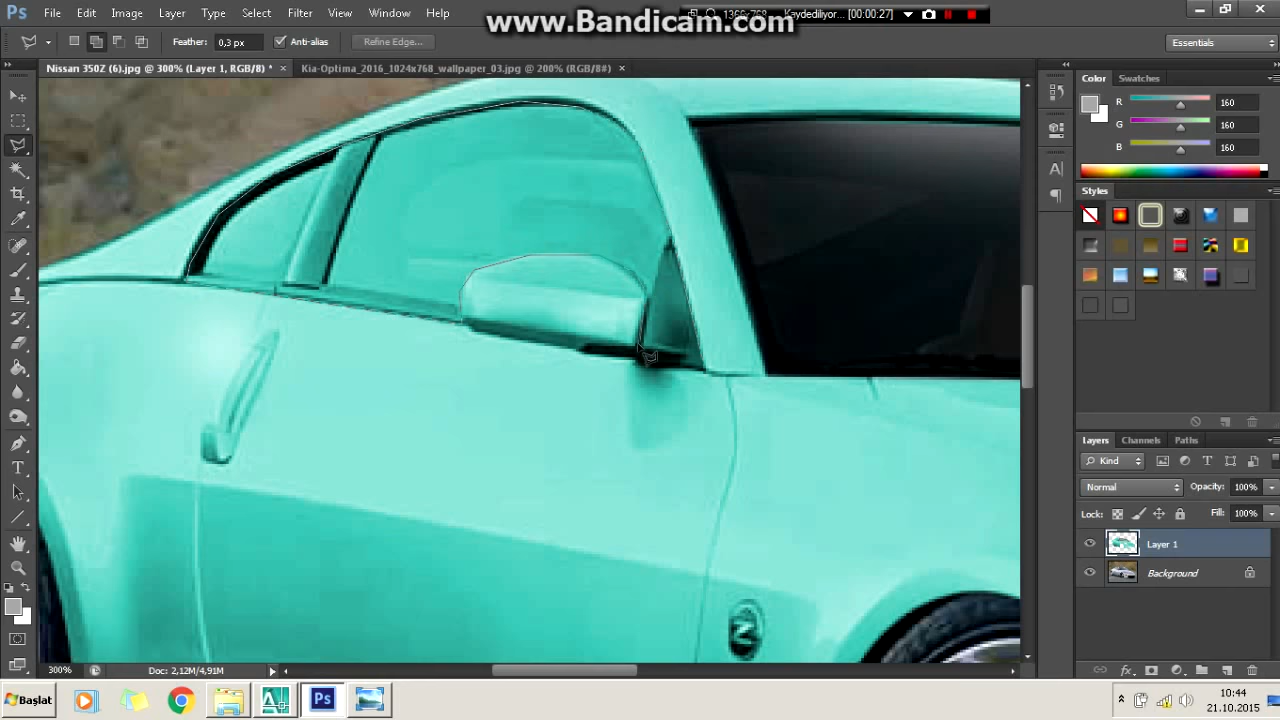 Ps File Edit Image Layer Type Select Filter View Window Help
www.Bandicam.com
1366x768 Kaydediliyor... [00:00:27]
Feather: 0,3 px Anti-alias Refine Edge... Essentials
Nissan 350Z (6).jpg @ 300% (Layer 1, RGB/8) * × Kia-Optima_2016_1024x768_wallpaper_03.jpg @ 200% (RGB/8#) ×
Color Swatches
R 160
G 160
B 160
Styles
Layers Channels Paths
Kind
Normal Opacity: 100%
Lock: Fill: 100%
Layer 1
Background
Z
300% Doc: 2,12M/4,91M
Başlat Ps 10:44
21.10.2015